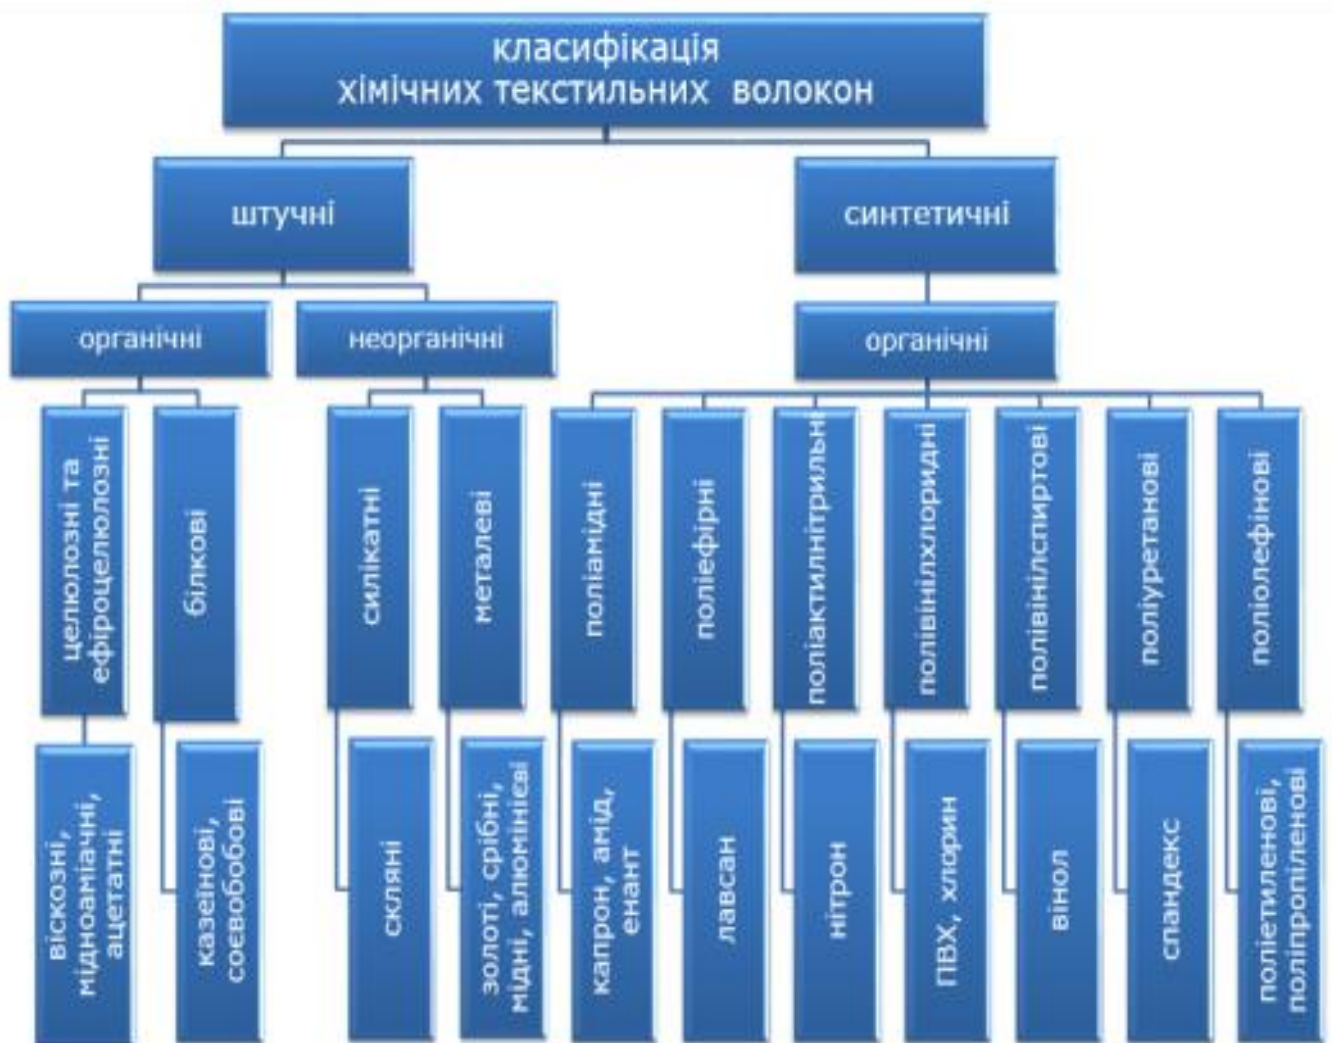 класифікація
хімічних текстильних волокон
штучні
синтетичні
органічні
неорганічні
органічні
целюлозні та
ефіроцелюлозні
білкові
силікатні
металеві
поліамідні
поліефірні
поліактилнітрильні
полівінілхлоридні
полівінілспиртові
поліуретанові
поліолефінові
віскозні,
мідноаміачні,
ацетатні
казеїнові,
соєвобобові
скляні
золоті, срібні,
мідні, алюмінієві
капрон, анід,
енант
лавсан
нітрон
ПВХ, хлорин
вінол
спандекс
поліетиленові,
поліпропіленові